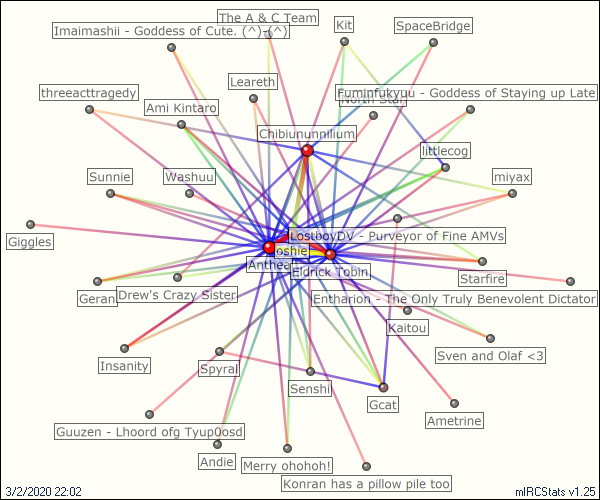 The A & C Team
Imaimashii - Goddess of Cute. (^)-(^)
Kit
SpaceBridge
Leareth
threeacttragedy
Fuminfukyuu - Goddess of Staying up Late
North Star
Ami Kintaro
Chibiununnilium
littlecog
Sunnie
Washuu
miyax
Giggles
LostboyDV - Purveyor of Fine AMVs
oshie
Anthea
Eldrick Tobin
Starfire
Geran
Drew's Crazy Sister
Entharion - The Only Truly Benevolent Dictator
Kaitou
Sven and Olaf <3
Insanity
Spyral
Senshi
Gcat
Ametrine
Guuzen - Lhoord ofg Tyup0osd
Andie
Merry ohohoh!
Konran has a pillow pile too
3/2/2020 22:02
mIRCStats v1.25